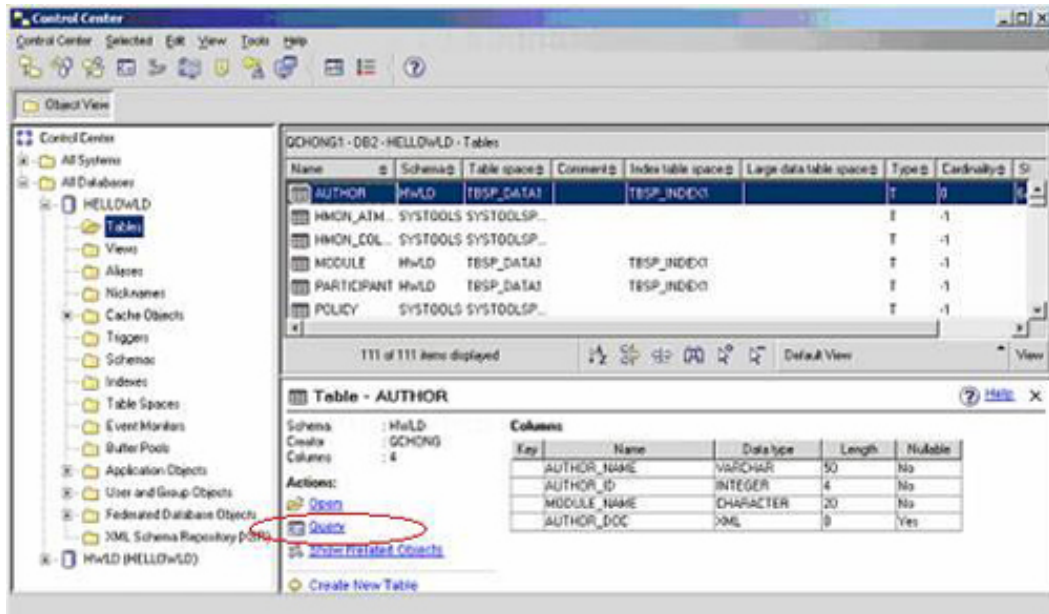 Control Center
Control Center Selected Edit View Tools Help
Object View
Control Center
All Systems
All Databases
HELLOWLD
Tables
Views
Aliases
Nicknames
Cache Objects
Triggers
Schemas
Indexes
Table Spaces
Event Monitors
Buffer Pools
Application Objects
User and Group Objects
Federated Database Objects
XML Schema Repository (XSR)
HWLD (HELLOWLD)
QCHONG1 - DB2 - HELLOWLD - Tables
Name Schema Table space Comment Index table space Large data table space Type Cardinality
AUTHOR HWLD TBSP_DATA1 TBSP_INDEX1 T 0
HMON_ATM... SYSTOOLS SYSTOOLSP... T -1
HMON_COL... SYSTOOLS SYSTOOLSP... T -1
MODULE HWLD TBSP_DATA1 TBSP_INDEX1 T -1
PARTICIPANT HWLD TBSP_DATA1 TBSP_INDEX1 T -1
POLICY SYSTOOLS SYSTOOLSP... T -1
111 of 111 items displayed Default View View
Table - AUTHOR Help
Schema : HWLD
Creator : QCHONG
Columns : 4
Actions:
Open
Query
Show Related Objects
Create New Table
Columns
Key Name Data type Length Nullable
AUTHOR_NAME VARCHAR 50 No
AUTHOR_ID INTEGER 4 No
MODULE_NAME CHARACTER 20 No
AUTHOR_DOC XML 0 Yes